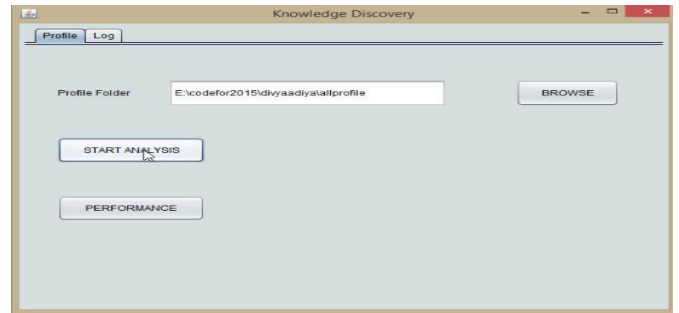 Knowledge Discovery
Profile Log
Profile Folder E:\codefor2015\divyaadiya\allprofile BROWSE
START ANALYSIS
PERFORMANCE